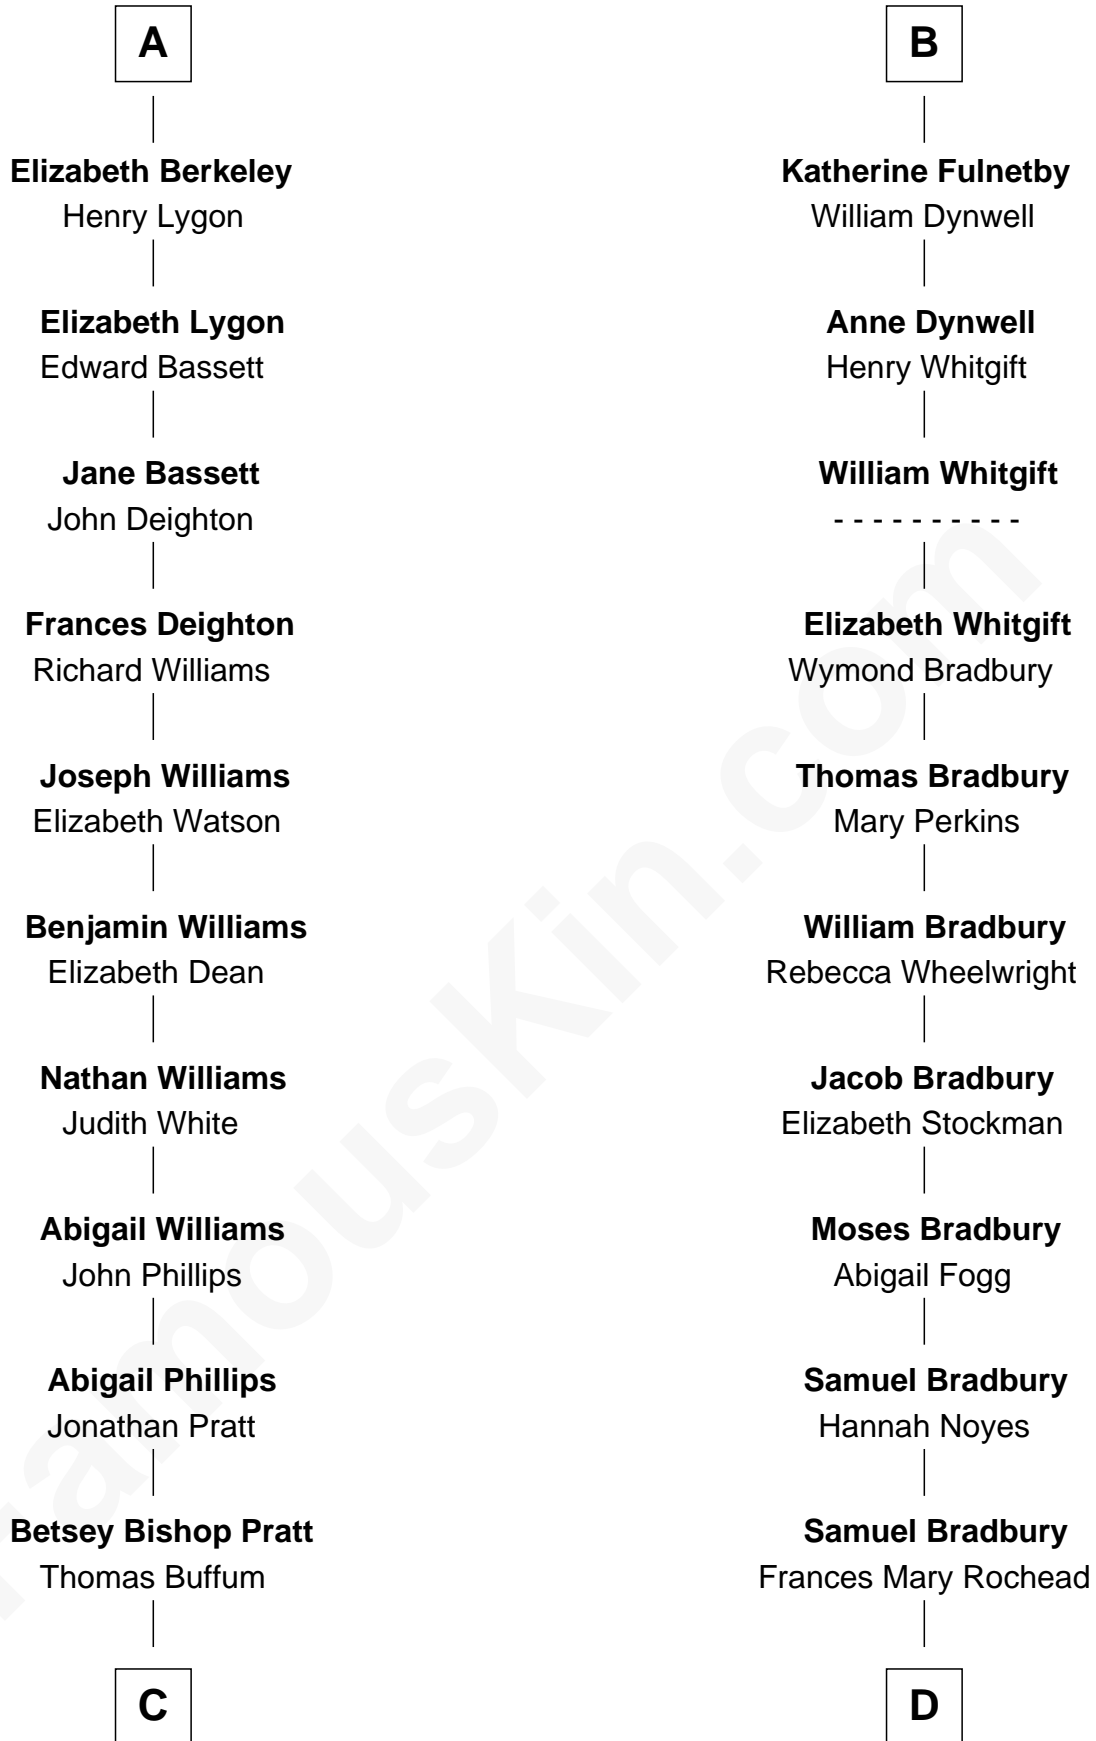 A
Elizabeth Berkeley
Henry Lygon
Elizabeth Lygon
Edward Bassett
Jane Bassett
John Deighton
Frances Deighton
Richard Williams
Joseph Williams
Elizabeth Watson
Benjamin Williams
Elizabeth Dean
Nathan Williams
Judith White
Abigail Williams
John Phillips
Abigail Phillips
Jonathan Pratt
Betsey Bishop Pratt
Thomas Buffum
C
B
Katherine Fulnetby
William Dynwell
Anne Dynwell
Henry Whitgift
William Whitgift
- - - - - - - - - -
Elizabeth Whitgift
Wymond Bradbury
Thomas Bradbury
Mary Perkins
William Bradbury
Rebecca Wheelwright
Jacob Bradbury
Elizabeth Stockman
Moses Bradbury
Abigail Fogg
Samuel Bradbury
Hannah Noyes
Samuel Bradbury
Frances Mary Rochead
D
FamousKin.com